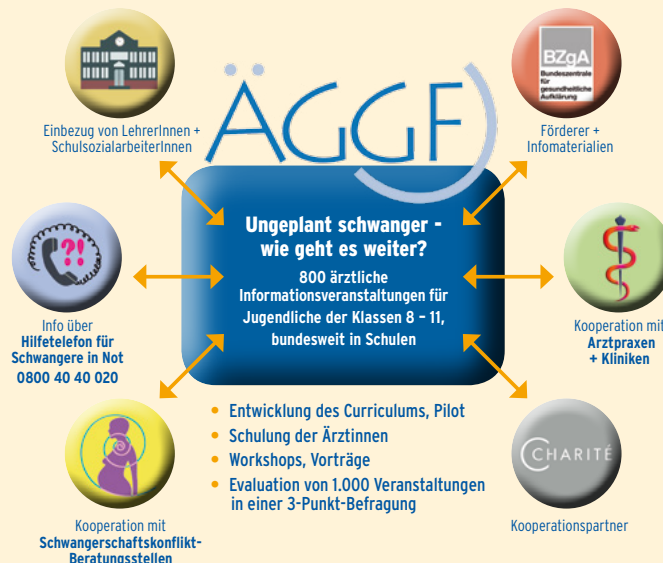 ÄGGF
Einbezug von LehrerInnen +
SchulsozialarbeiterInnen
BZgA
Bundeszentrale
für
gesundheitliche
Aufklärung
Förderer +
Infomaterialien
Ungeplant schwanger -
wie geht es weiter?
800 ärztliche
Informationsveranstaltungen für
Jugendliche der Klassen 8 – 11,
bundesweit in Schulen
?!
Info über
Hilfetelefon für
Schwangere in Not
0800 40 40 020
Kooperation mit
Arztpraxen
+ Kliniken
• Entwicklung des Curriculums, Pilot
• Schulung der Ärztinnen
• Workshops, Vorträge
• Evaluation von 1.000 Veranstaltungen
in einer 3-Punkt-Befragung
Kooperation mit
Schwangerschaftskonflikt-
Beratungsstellen
CHARITÉ
Kooperationspartner